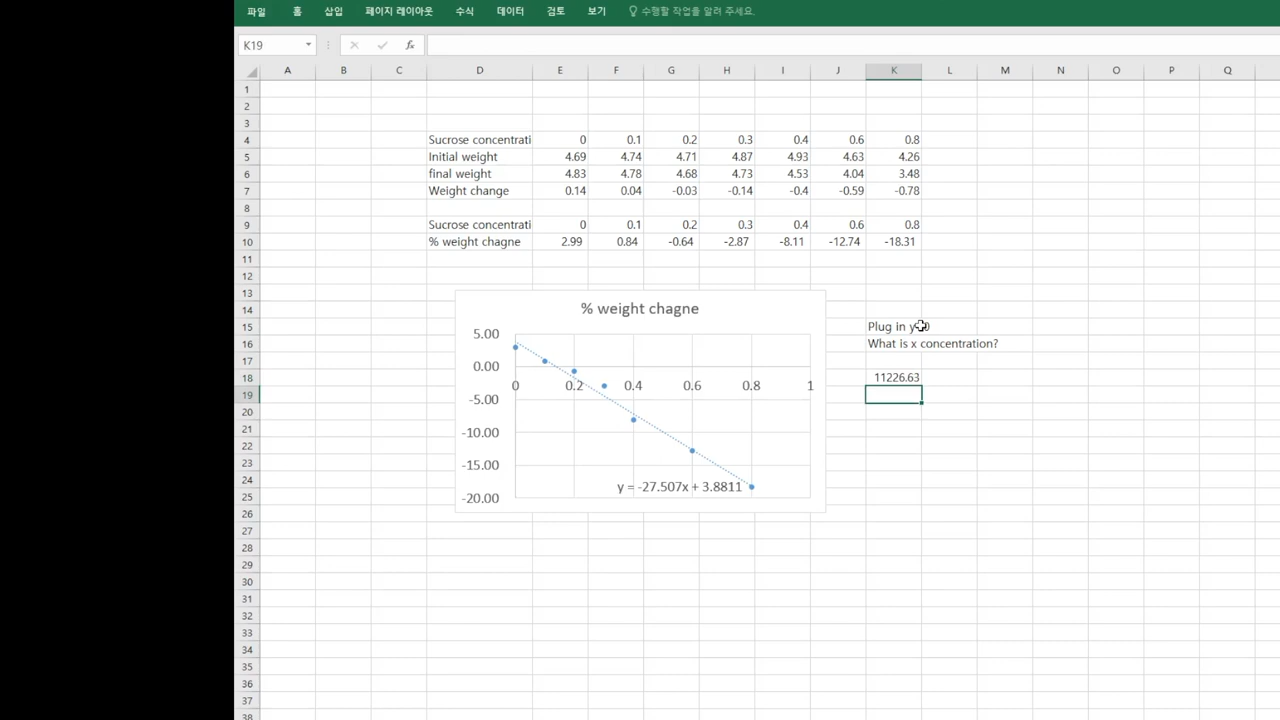 파일 홈 삽입 페이지 레이아웃 수식 데이터 검토 보기 수행할 작업을 알려 주세요.
K19 fx
A B C D E F G H I J K L M N O P Q
1
2
3
4 Sucrose concentrati 0 0.1 0.2 0.3 0.4 0.6 0.8
5 Initial weight 4.69 4.74 4.71 4.87 4.93 4.63 4.26
6 final weight 4.83 4.78 4.68 4.73 4.53 4.04 3.48
7 Weight change 0.14 0.04 -0.03 -0.14 -0.4 -0.59 -0.78
8
9 Sucrose concentrati 0 0.1 0.2 0.3 0.4 0.6 0.8
10 % weight chagne 2.99 0.84 -0.64 -2.87 -8.11 -12.74 -18.31
11
12
13
14
15
16
17
18
19
20
21
22
23
24
25
26
27
28
29
30
31
32
33
34
35
36
37
38
% weight chagne
5.00
0.00
0 0.2 0.4 0.6 0.8 1
-5.00
-10.00
-15.00
-20.00
y = -27.507x + 3.8811
Plug in
What is x concentration?
11226.63